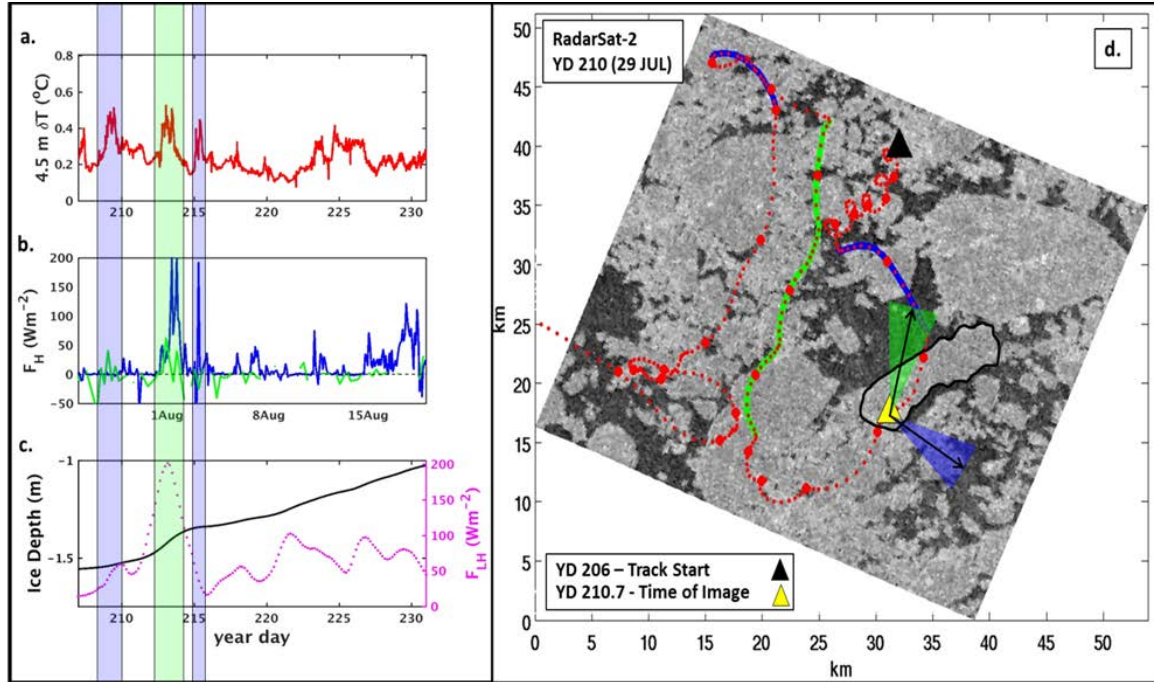 a.
4.5 m δT (°C)
0.8
0.6
0.4
0.2
0
210
215
220
225
230
b.
F_H (Wm⁻²)
200
150
100
50
0
-50
1Aug
8Aug
15Aug
c.
Ice Depth (m)
-1
-1.5
F_LH (Wm⁻²)
200
150
100
50
0
210
215
220
225
230
year day
RadarSat-2
YD 210 (29 JUL)
d.
km
50
45
40
35
30
25
20
15
10
5
0
YD 206 – Track Start
YD 210.7 - Time of Image
0
5
10
15
20
25
30
35
40
45
50
km